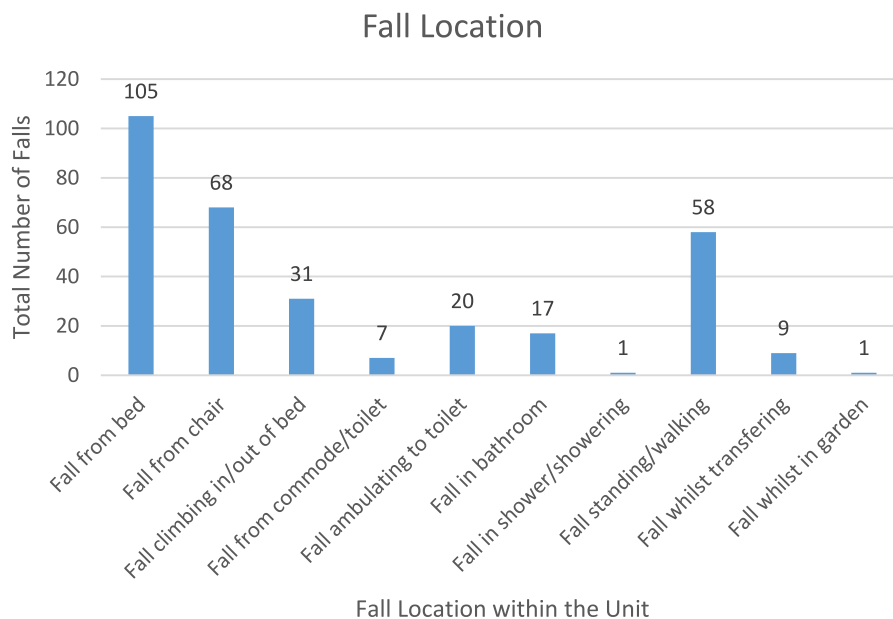 Fall Location
Total Number of Falls
120
100
80
60
40
20
0
105
68
31
7
20
17
1
58
9
1
Fall from bed
Fall from chair
Fall climbing in/out of bed
Fall from commode/toilet
Fall ambulating to toilet
Fall in bathroom
Fall in shower/showering
Fall standing/walking
Fall whilst transfering
Fall whilst in garden
Fall Location within the Unit